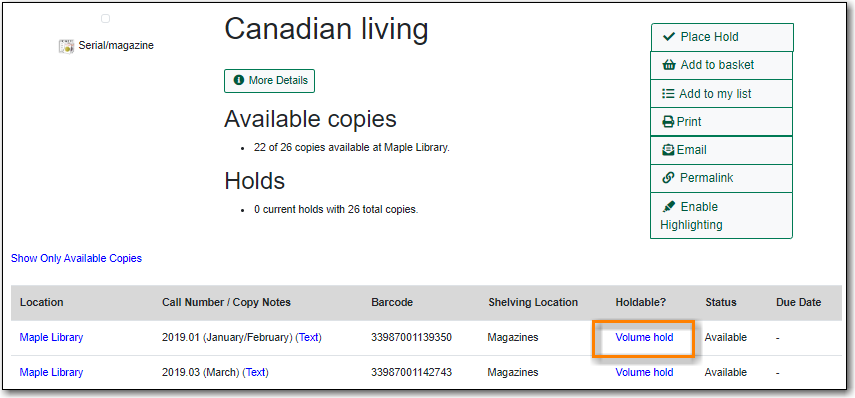 Canadian living
Serial/magazine
More Details
Available copies
22 of 26 copies available at Maple Library.
Holds
0 current holds with 26 total copies.
Place Hold
Add to basket
Add to my list
Print
Email
Permalink
Enable
Highlighting
Show Only Available Copies
Location Call Number / Copy Notes Barcode Shelving Location Holdable? Status Due Date
Maple Library 2019.01 (January/February) (Text) 33987001139350 Magazines Volume hold Available -
Maple Library 2019.03 (March) (Text) 33987001142743 Magazines Volume hold Available -